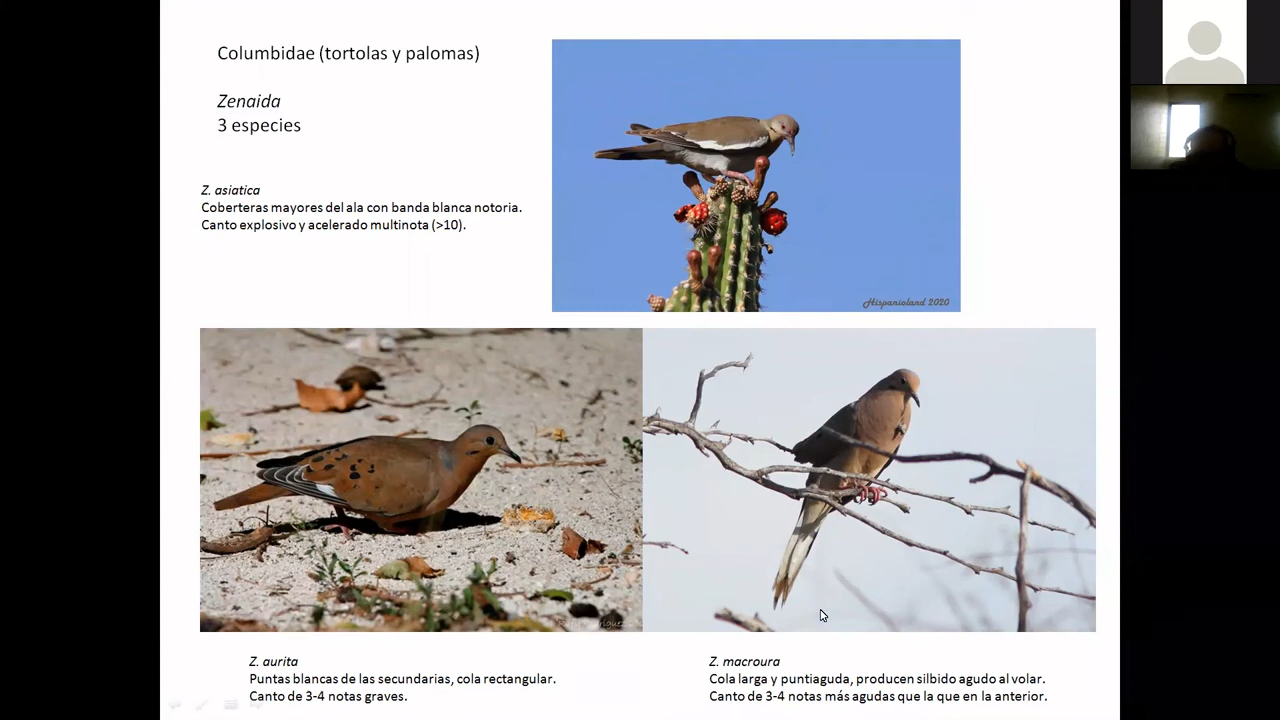 Columbidae (tortolas y palomas)
Zenaida
3 especies
Z. asiatica
Coberteras mayores del ala con banda blanca notoria.
Canto explosivo y acelerado multinota (>10).
Hispanioland 2020
Z. aurita
Puntas blancas de las secundarias, cola rectangular.
Canto de 3-4 notas graves.
Z. macroura
Cola larga y puntiaguda, producen silbido agudo al volar.
Canto de 3-4 notas más agudas que la que en la anterior.